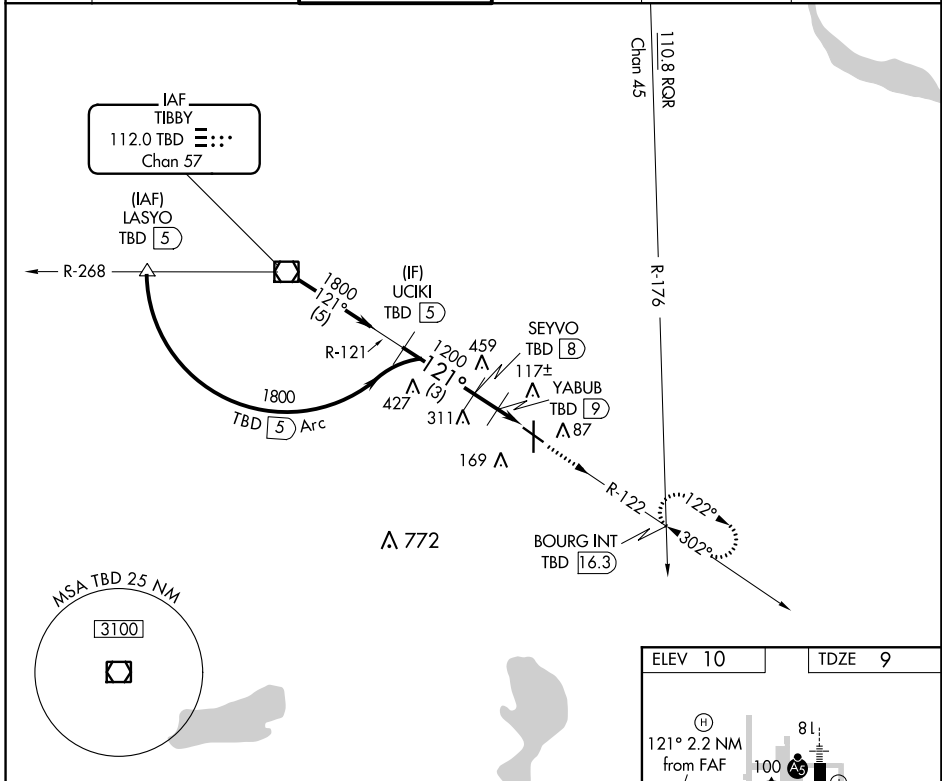 110.8 RQR
Chan 45
IAF
TIBBY
112.0 TBD
Chan 57
(IAF)
LASYO
TBD 5
R-268
1800
121°
(5)
(IF)
UCIKI
TBD 5
R-121
R-176
1200
121°
(3)
459
427
SEYVO
TBD 8
117±
YABUB
TBD 9
311
87
169
1800
TBD 5 Arc
R-122
122°
302°
BOURG INT
TBD 16.3
772
MSA TBD 25 NM
3100
ELEV 10
TDZE 9
H
121° 2.2 NM
from FAF
100
A5
18